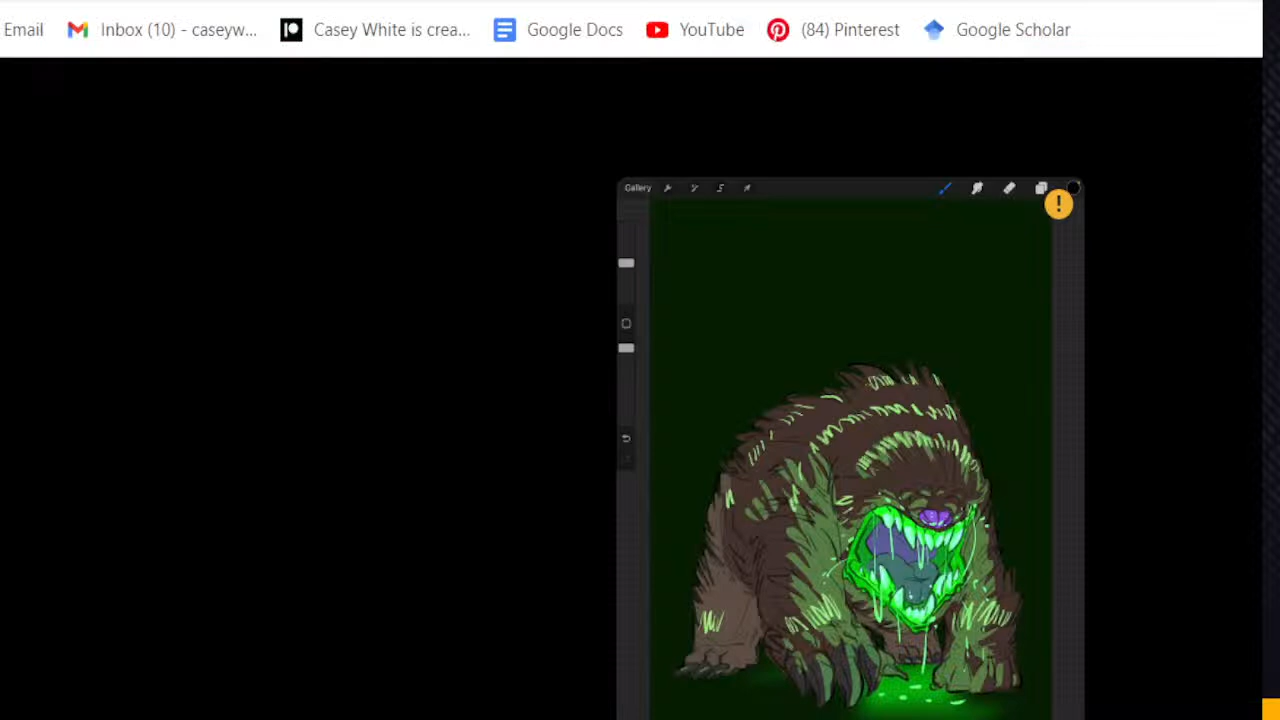 Email Inbox (10) - caseyw... Casey White is crea... Google Docs YouTube (84) Pinterest Google Scholar
Gallery
!